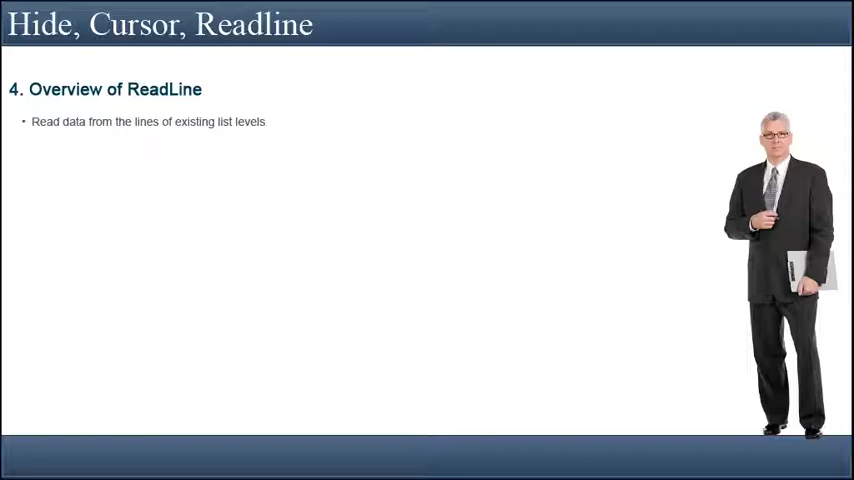 Hide, Cursor, Readline
4. Overview of ReadLine
• Read data from the lines of existing list levels